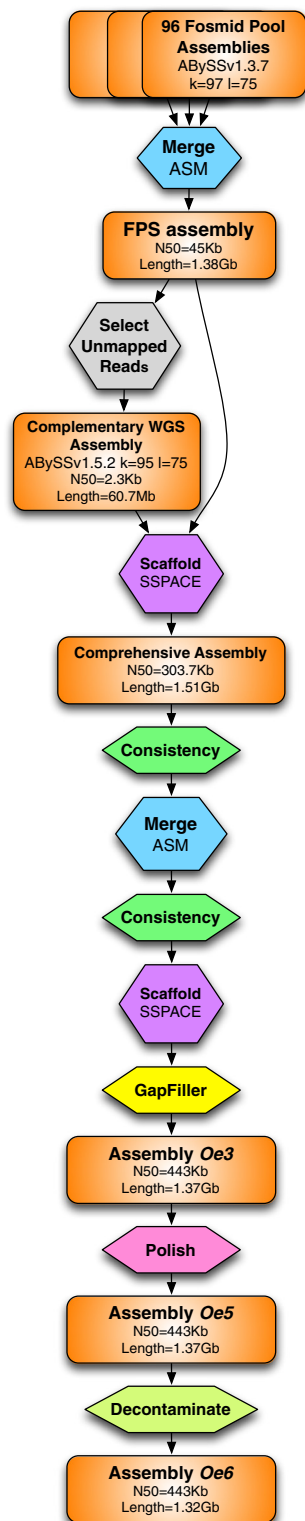 96 Fosmid Pool
Assemblies
ABySSv1.3.7
k=97 l=75
Merge
ASM
FPS assembly
N50=45Kb
Length=1.38Gb
Select
Unmapped
Reads
Complementary WGS
Assembly
ABySSv1.5.2 k=95 l=75
N50=2.3Kb
Length=60.7Mb
Scaffold
SSPACE
Comprehensive Assembly
N50=303.7Kb
Length=1.51Gb
Consistency
Merge
ASM
Consistency
Scaffold
SSPACE
GapFiller
Assembly Oe3
N50=443Kb
Length=1.37Gb
Polish
Assembly Oe5
N50=443Kb
Length=1.37Gb
Decontaminate
Assembly Oe6
N50=443Kb
Length=1.32Gb